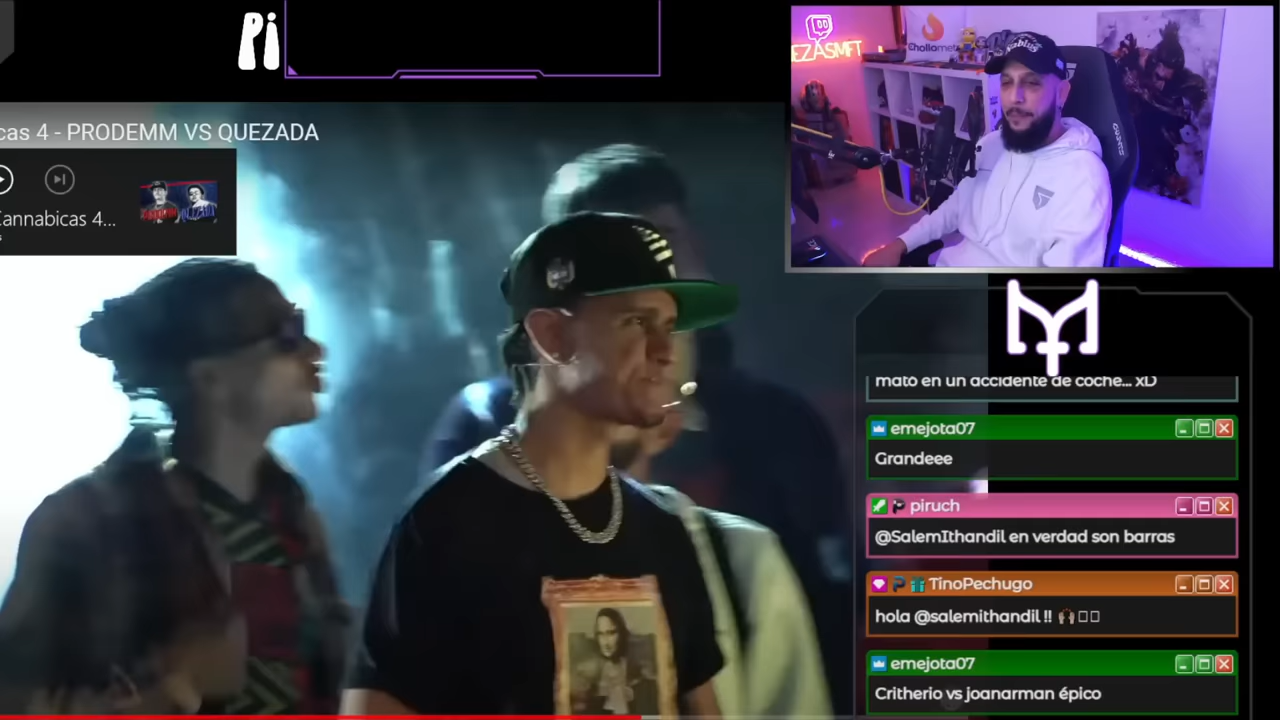 Pi
cas 4 - PRODEMM VS QUEZADA
Cannabicas 4...
EZASMFT
Chollomet
mató en un accidente de coche... xD
emejota07
Grandeee
piruch
@SalemIthandil en verdad son barras
TinoPechugo
hola @salemithandil !!
emejota07
Critherio vs joanarman épico